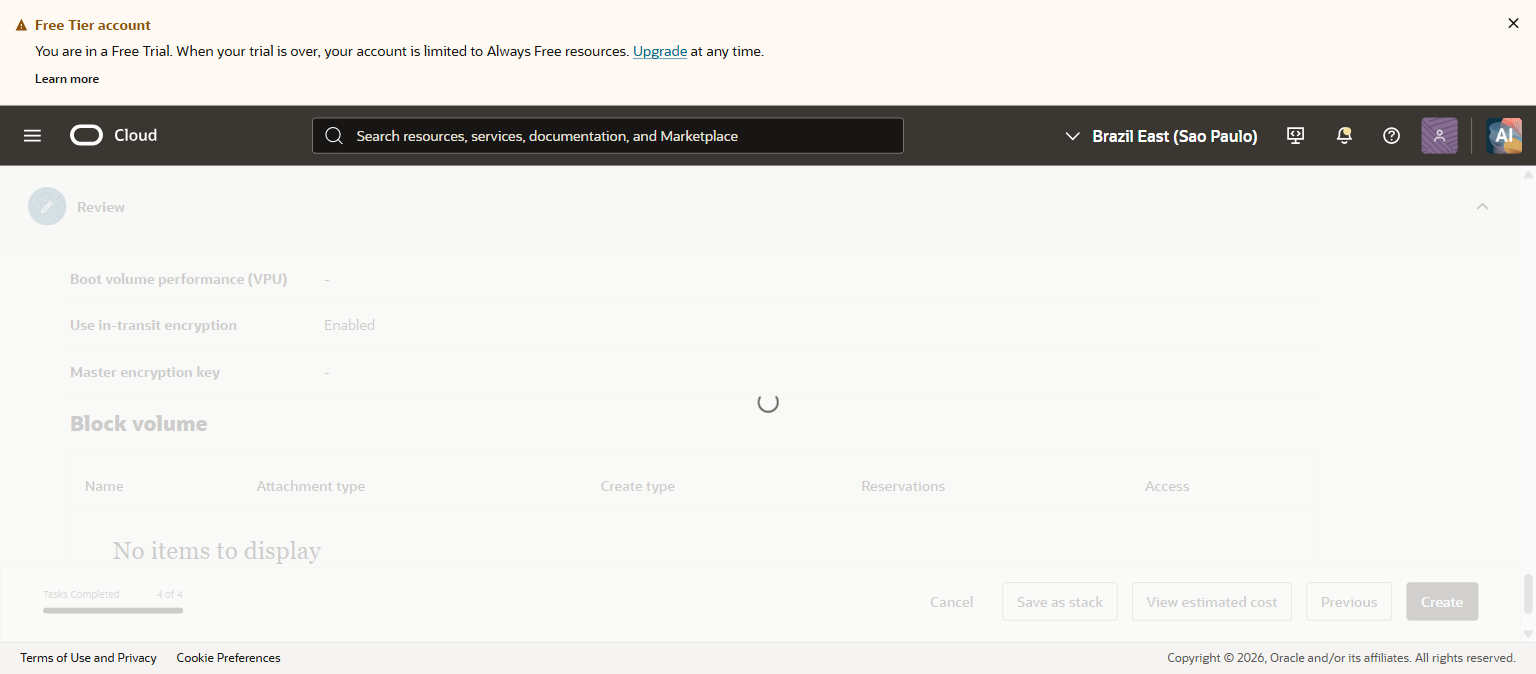 Free Tier account
You are in a Free Trial. When your trial is over, your account is limited to Always Free resources. Upgrade at any time.
Learn more
Cloud
Search resources, services, documentation, and Marketplace
Brazil East (Sao Paulo)
AI
Review
Boot volume performance (VPU) -
Use in-transit encryption Enabled
Master encryption key -
Block volume
Name Attachment type Create type Reservations Access
No items to display
Tasks Completed 4 of 4
Cancel Save as stack View estimated cost Previous Create
Terms of Use and Privacy Cookie Preferences Copyright © 2026, Oracle and/or its affiliates. All rights reserved.